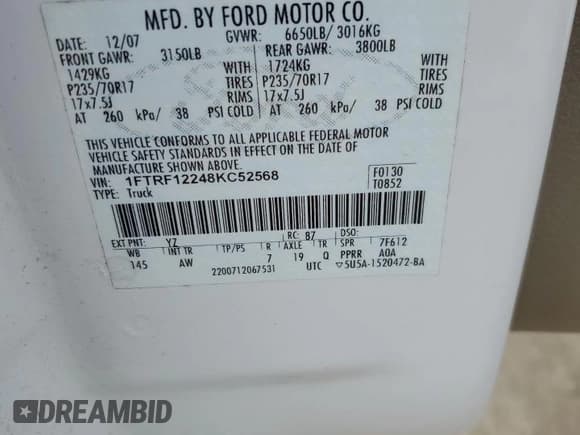 MFD. BY FORD MOTOR CO.
DATE: 12/07 GVWR: 6650LB/ 3016KG
FRONT GAWR: 3150LB REAR GAWR: 3800LB
1429KG WITH 1724KG WITH
P235/70R17 TIRES P235/70R17 TIRES
17x7.5J RIMS 17x7.5J RIMS
AT 260 kPa/ 38 PSI COLD AT 260 kPa/ 38 PSI COLD
THIS VEHICLE CONFORMS TO ALL APPLICABLE FEDERAL MOTOR
VEHICLE SAFETY STANDARDS IN EFFECT ON THE DATE OF
MANUFACTURE SHOWN ABOVE.
VIN: 1FTRF12248KC52568 F0130
TYPE: Truck T0852
EXT PNT: YZ RC: 87 DSO:
WB INT TR TP/PS R AXLE TR SPR 7F612
145 AW 7 19 Q PPRR A0A
2200712067531 UTC ▽5U5A-1520472-BA
DREAMBID